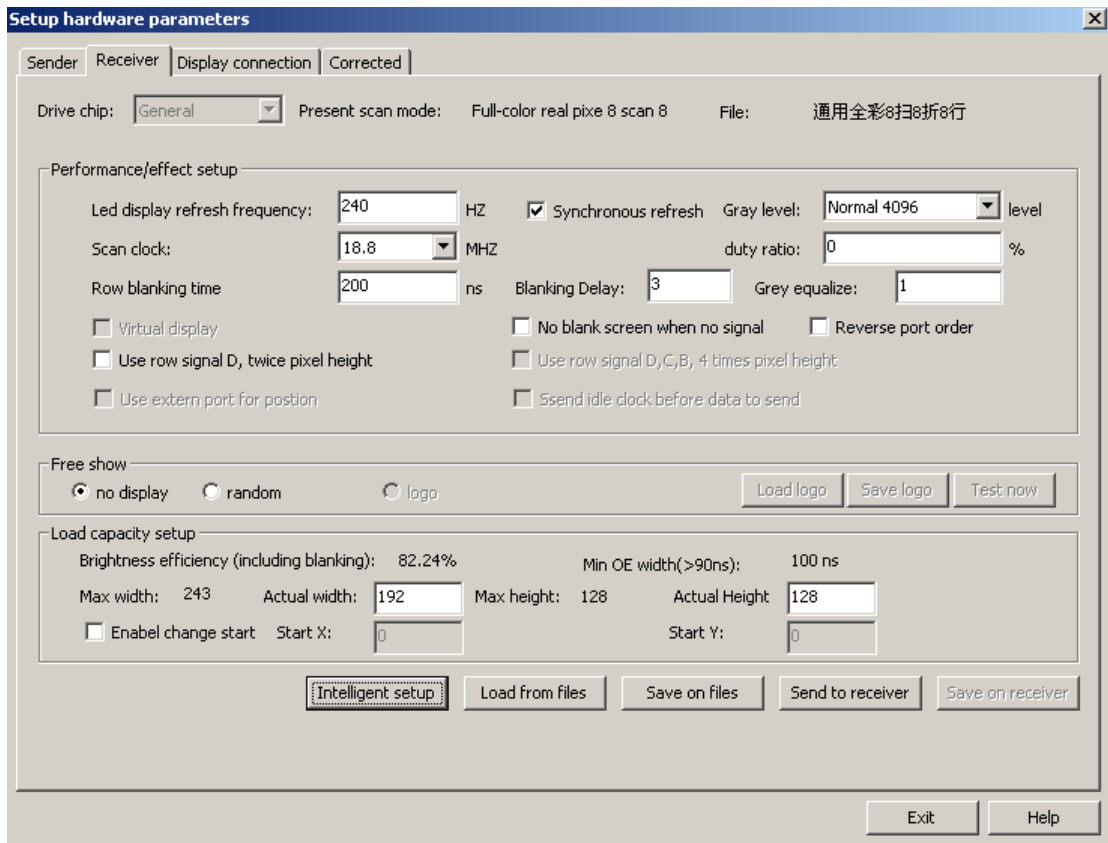 Setup hardware parameters
Sender Receiver Display connection Corrected
Drive chip: General Present scan mode: Full-color real pixe 8 scan 8 File: 通用全彩8扫8折8行
Performance/effect setup
Led display refresh frequency: 240 HZ Synchronous refresh Gray level: Normal 4096 level
Scan clock: 18.8 MHZ duty ratio: 0 %
Row blanking time 200 ns Blanking Delay: 3 Grey equalize: 1
Virtual display No blank screen when no signal Reverse port order
Use row signal D, twice pixel height Use row signal D,C,B, 4 times pixel height
Use extern port for postion Ssend idle clock before data to send
Free show
no display random logo Load logo Save logo Test now
Load capacity setup
Brightness efficiency (including blanking): 82.24% Min OE width(>90ns): 100 ns
Max width: 243 Actual width: 192 Max height: 128 Actual Height 128
Enabel change start Start X: 0 Start Y: 0
Intelligent setup Load from files Save on files Send to receiver Save on receiver
Exit Help